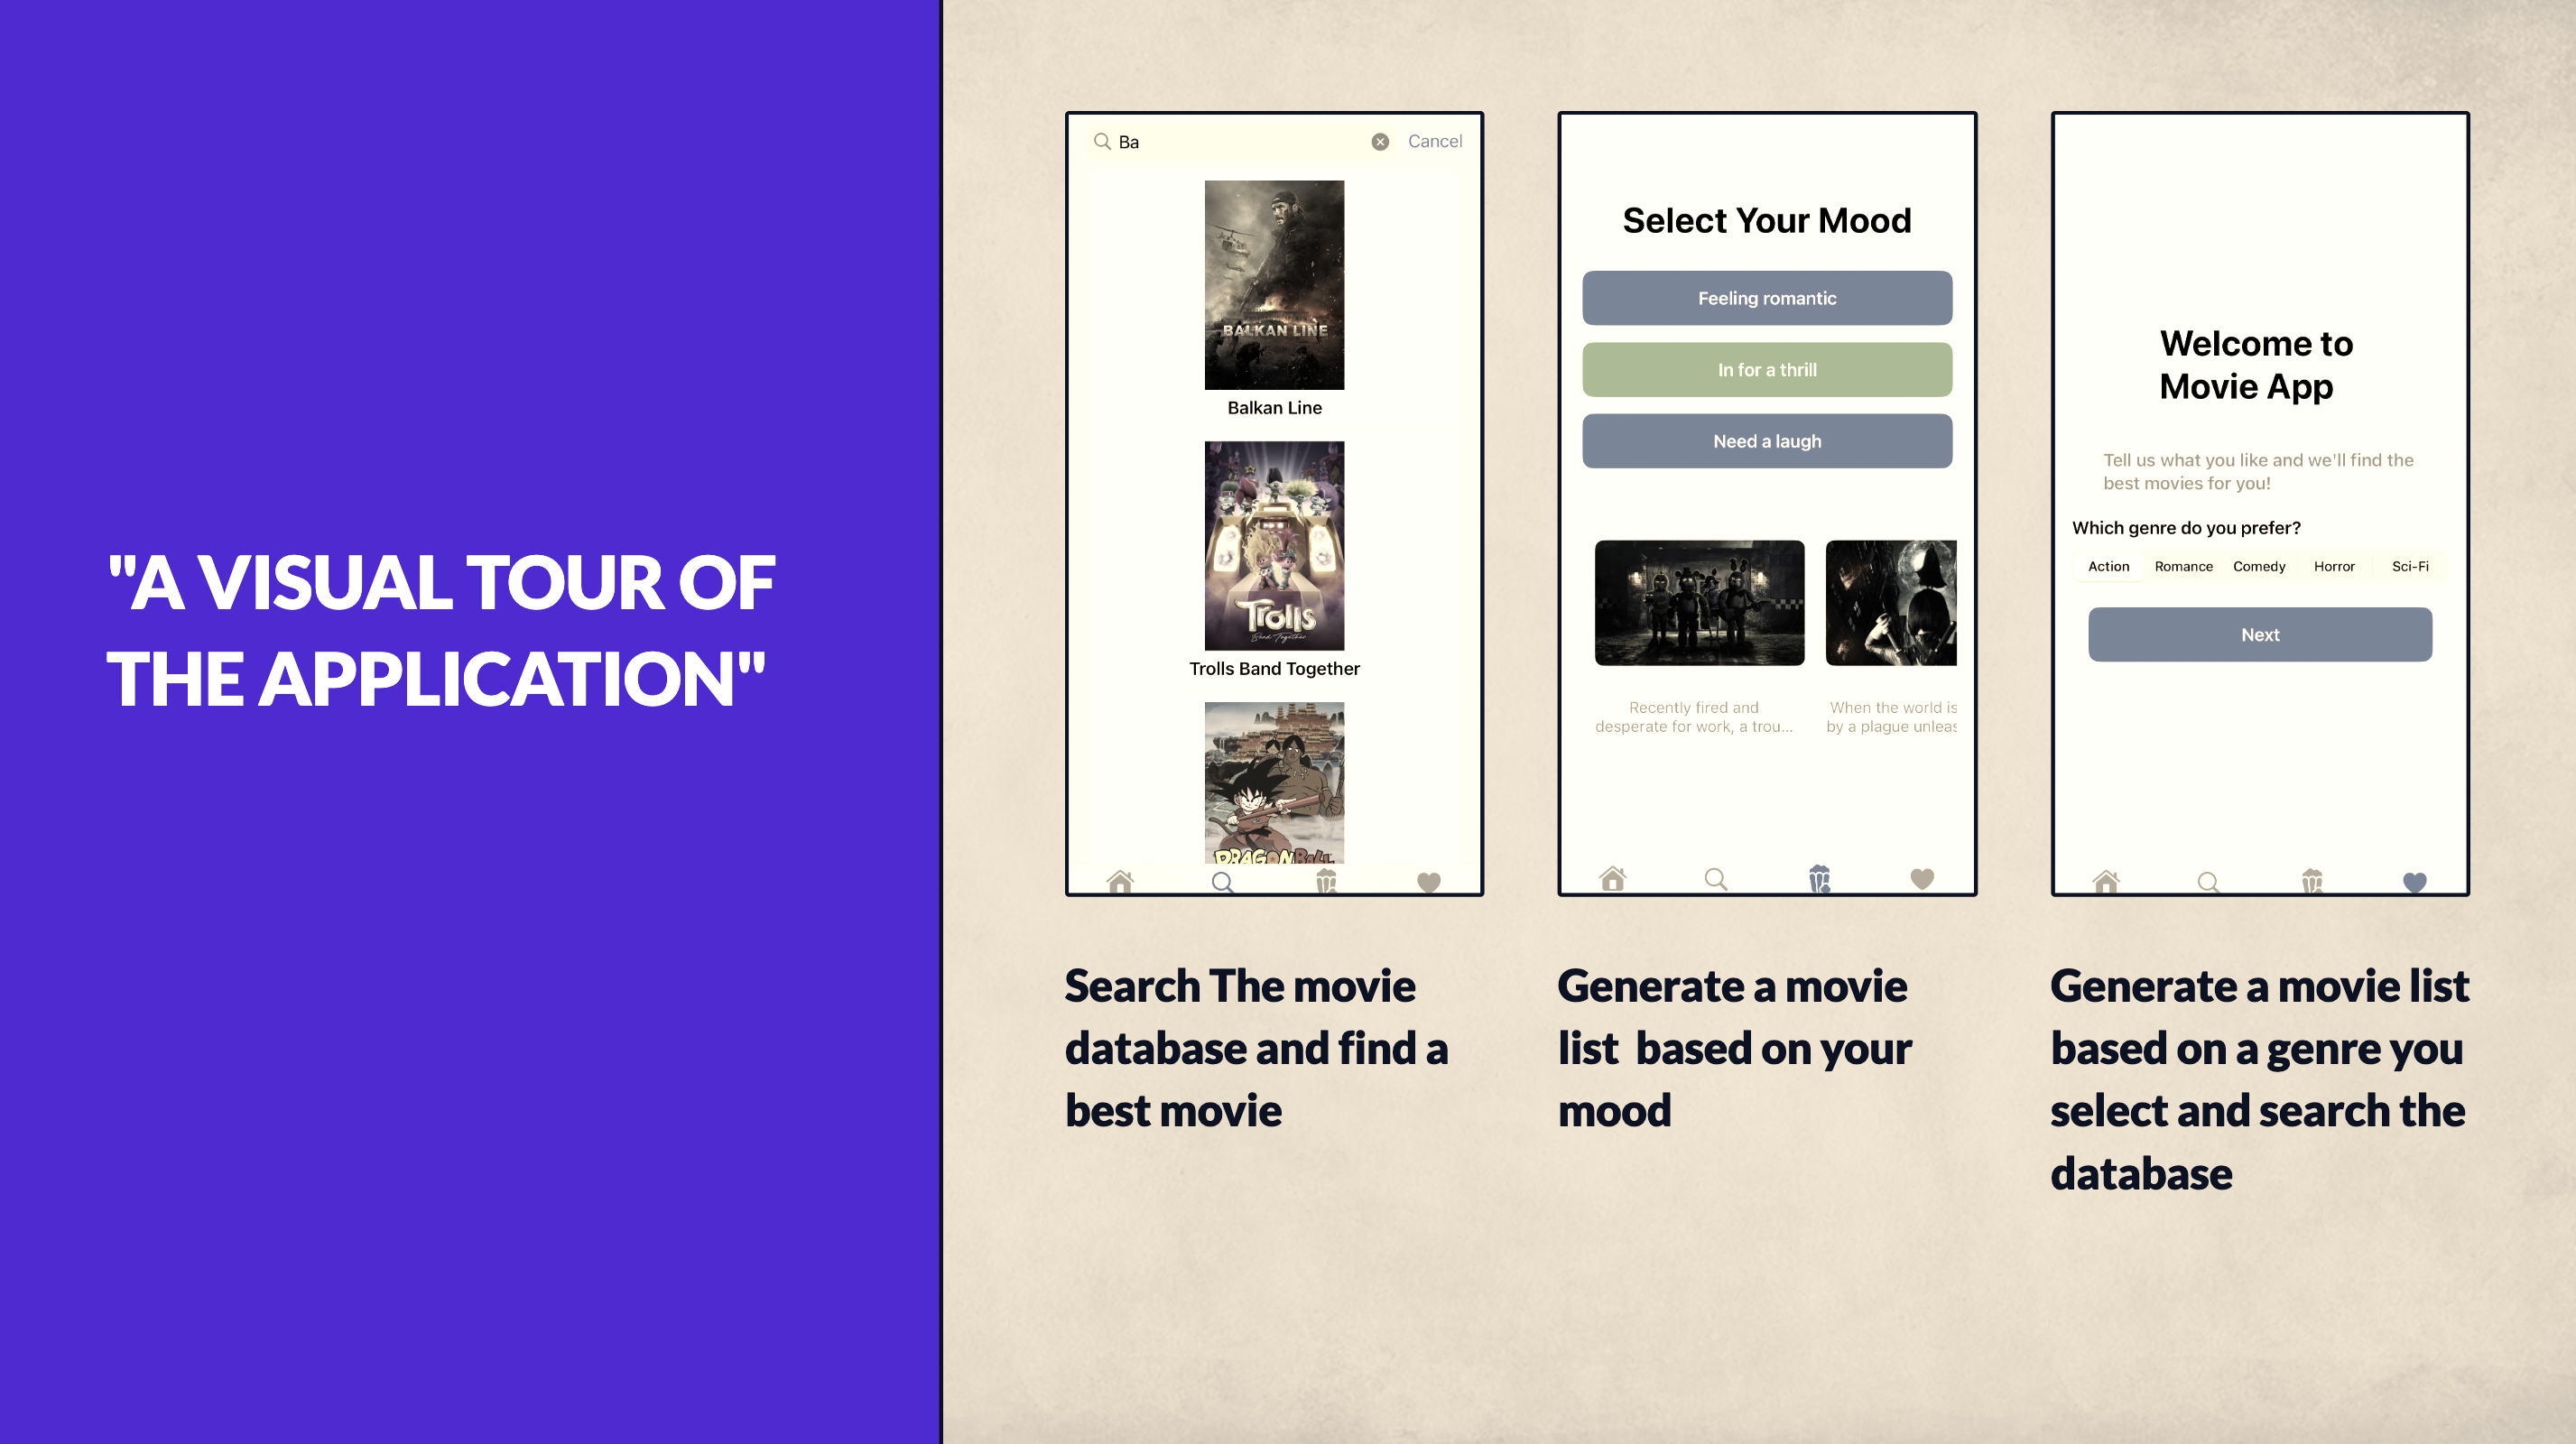 "A VISUAL TOUR OF
THE APPLICATION"
Ba
Cancel
BALKAN LINE
Balkan Line
Trolls
Band Together
Trolls Band Together
DRAGON BALL
Search The movie
database and find a
best movie
Select Your Mood
Feeling romantic
In for a thrill
Need a laugh
Recently fired and
desperate for work, a trou...
When the world is
by a plague unleas
Generate a movie
list  based on your
mood
Welcome to
Movie App
Tell us what you like and we'll find the
best movies for you!
Which genre do you prefer?
Action Romance Comedy Horror Sci-Fi
Next
Generate a movie list
based on a genre you
select and search the
database